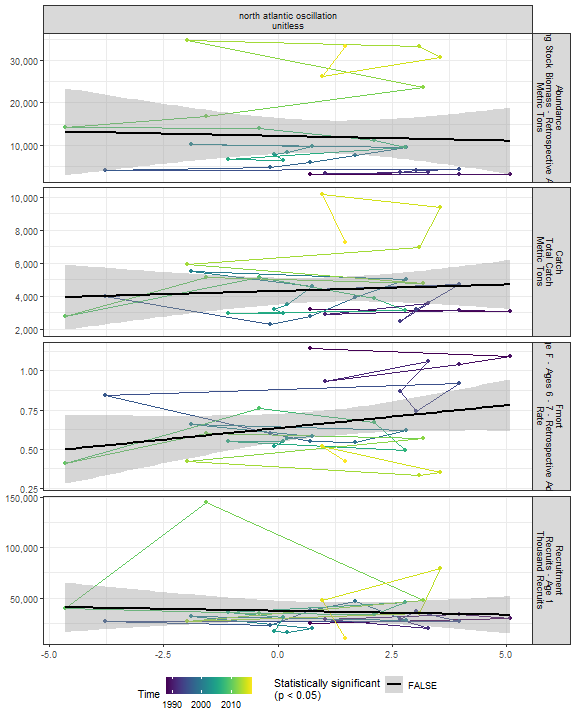 north atlantic oscillation
unitless
30,000
20,000
10,000
Abundance
Stock Biomass - Retrospective
Metric Tons
10,000
8,000
6,000
4,000
2,000
Catch
Total Catch
Metric Tons
1.00
0.75
0.50
0.25
Fmort
F - Ages 6 - 7 - Retrospective
Rate
150,000
100,000
50,000
Recruitment
Recruits - Age 1
Thousand Recruits
-5.0
-2.5
0.0
2.5
5.0
Time
1990 2000 2010
Statistically significant
(p < 0.05)
FALSE